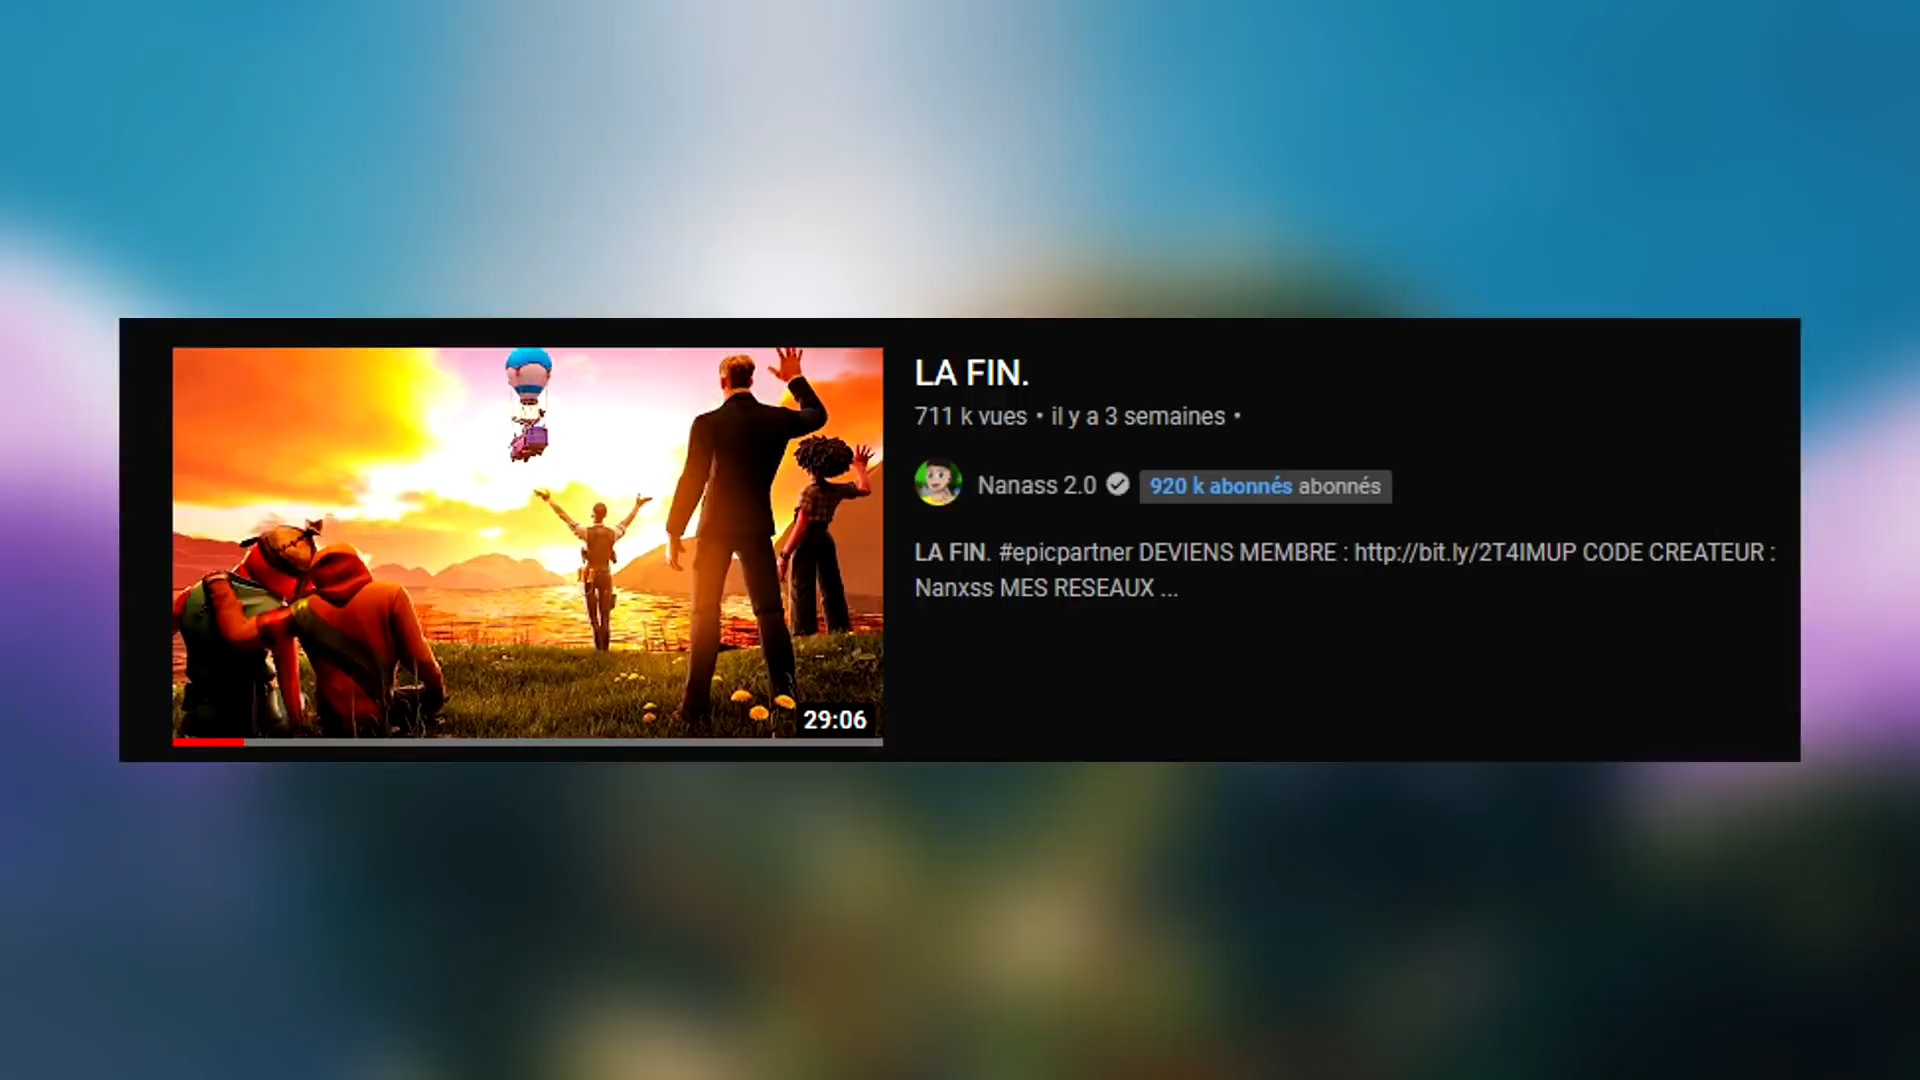 LA FIN.
711 k vues • il y a 3 semaines •
Nanass 2.0 920 k abonnés abonnés
LA FIN. #epicpartner DEVIENS MEMBRE : http://bit.ly/2T4IMUP CODE CREATEUR :
Nanxss MES RESEAUX ...
29:06